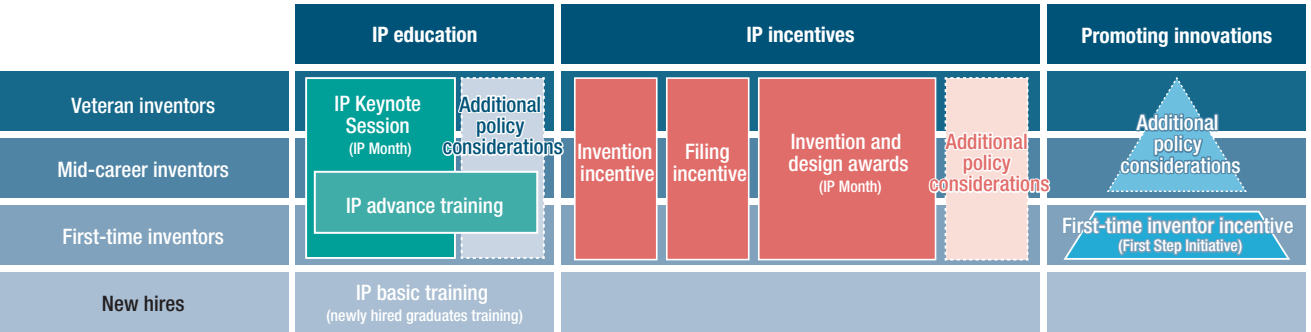 IP education
IP incentives
Promoting innovations
Veteran inventors
Mid-career inventors
First-time inventors
New hires
IP Keynote
Session
(IP Month)
Additional
policy
considerations
IP advance training
IP basic training
(newly hired graduates training)
Invention
incentive
Filing
incentive
Invention and
design awards
(IP Month)
Additional
policy
considerations
Additional
policy
considerations
First-time inventor incentive
(First Step Initiative)